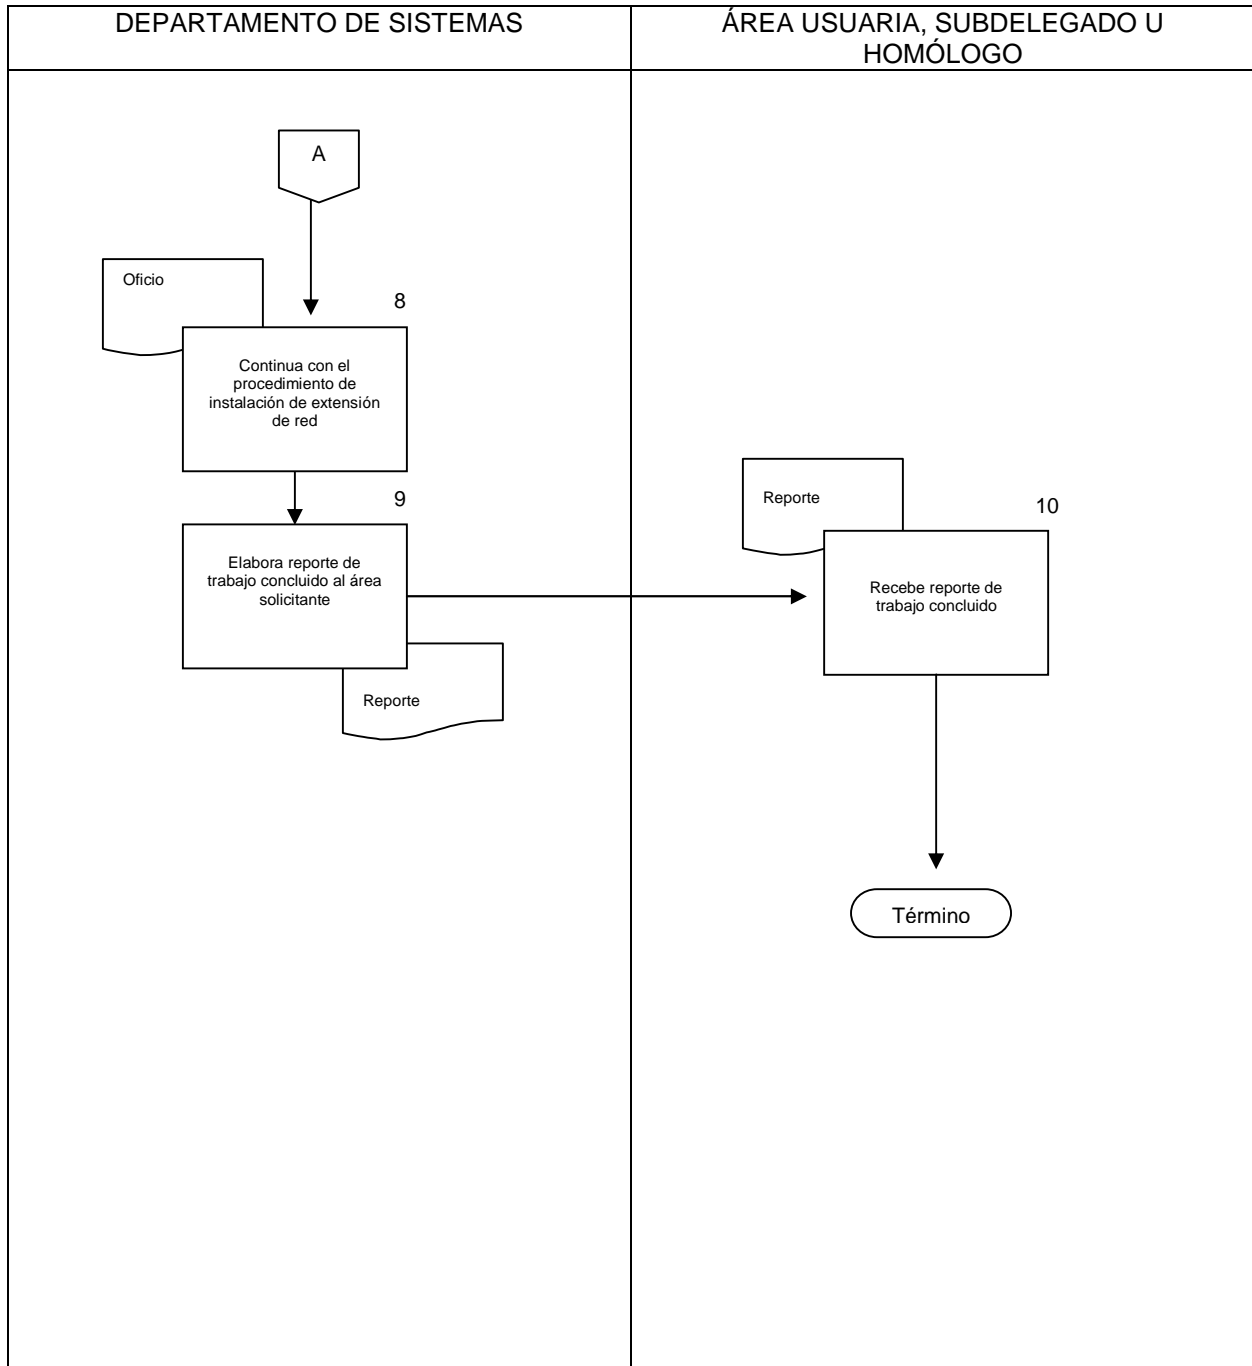 DEPARTAMENTO DE SISTEMAS
ÁREA USUARIA, SUBDELEGADO U
HOMÓLOGO
A
Oficio
8
Continua con el
procedimiento de
instalación de extensión
de red
9
Elabora reporte de
trabajo concluido al área
solicitante
Reporte
Reporte
10
Recebe reporte de
trabajo concluido
Término